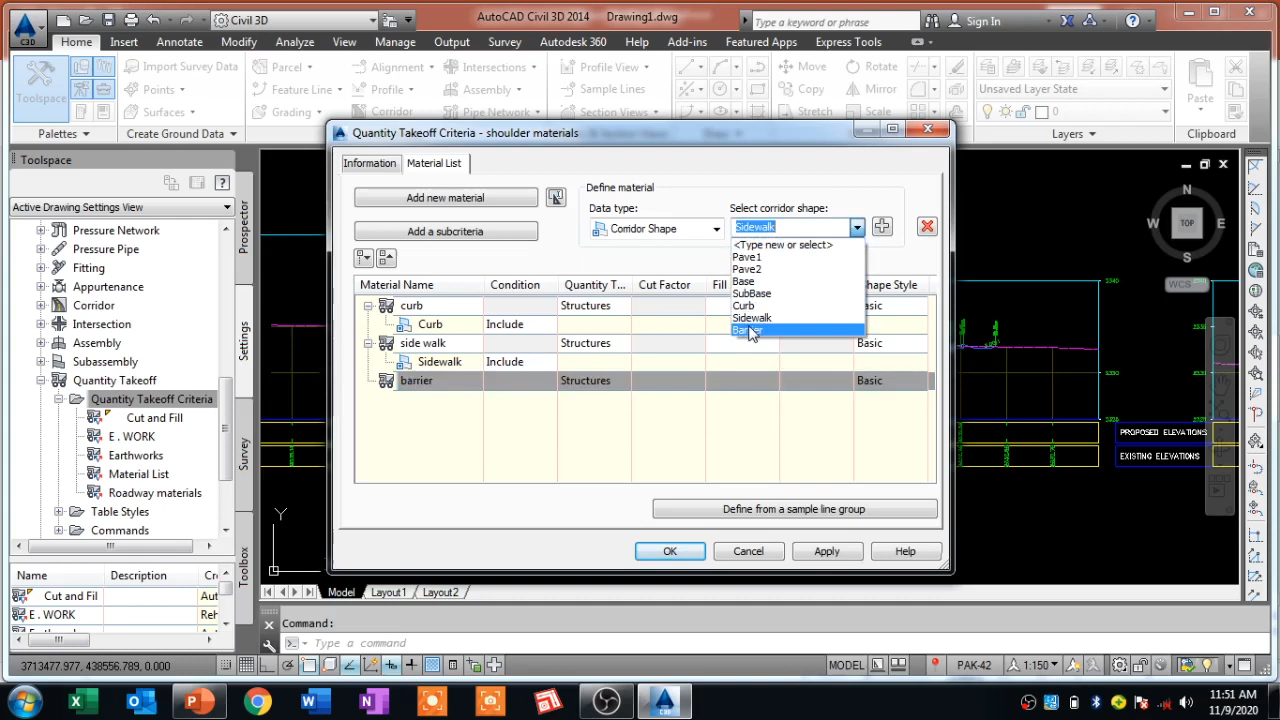 Civil 3D
AutoCAD Civil 3D 2014 Drawing1.dwg
Type a keyword or phrase
Sign In
C3D
Home Insert Annotate Modify Analyze View Manage Output Survey Autodesk 360 Help Add-ins Featured Apps Express Tools
Toolspace
Import Survey Data
Points
Surfaces
Parcel
Feature Line
Grading
Alignment
Profile
Corridor
Intersections
Assembly
Pipe Network
Profile View
Sample Lines
Section Views
Move
Copy
Stretch
Rotate
Mirror
Unsaved Layer State
0
Paste
Palettes
Create Ground Data
Layers
Clipboard
Toolspace
Active Drawing Settings View
Pressure Network
Pressure Pipe
Fitting
Appurtenance
Corridor
Intersection
Assembly
Subassembly
Quantity Takeoff
Quantity Takeoff Criteria
Cut and Fill
E . WORK
Earthworks
Material List
Roadway materials
Table Styles
Commands
Name Description
Cut and Fill
E . WORK
Prospector
Settings
Survey
Toolbox
Quantity Takeoff Criteria - shoulder materials
Information Material List
Add new material
Add a subcriteria
Define material
Data type:
Corridor Shape
Select corridor shape:
Sidewalk
<Type new or select>
Pave1
Pave2
Base
SubBase
Curb
Sidewalk
Material Name Condition Quantity T... Cut Factor Fill
curb Structures
Curb Include
side walk Structures Basic
Sidewalk Include
barrier Structures Basic
Define from a sample line group
OK Cancel Apply Help
N
W TOP E
S
WCS
PROPOSED ELEVATIONS
EXISTING ELEVATIONS
Y
Model Layout1 Layout2
Command:
Type a command
3713477.977, 438556.789, 0.000
MODEL
PAK-42
1:150
11:51 AM
11/9/2020